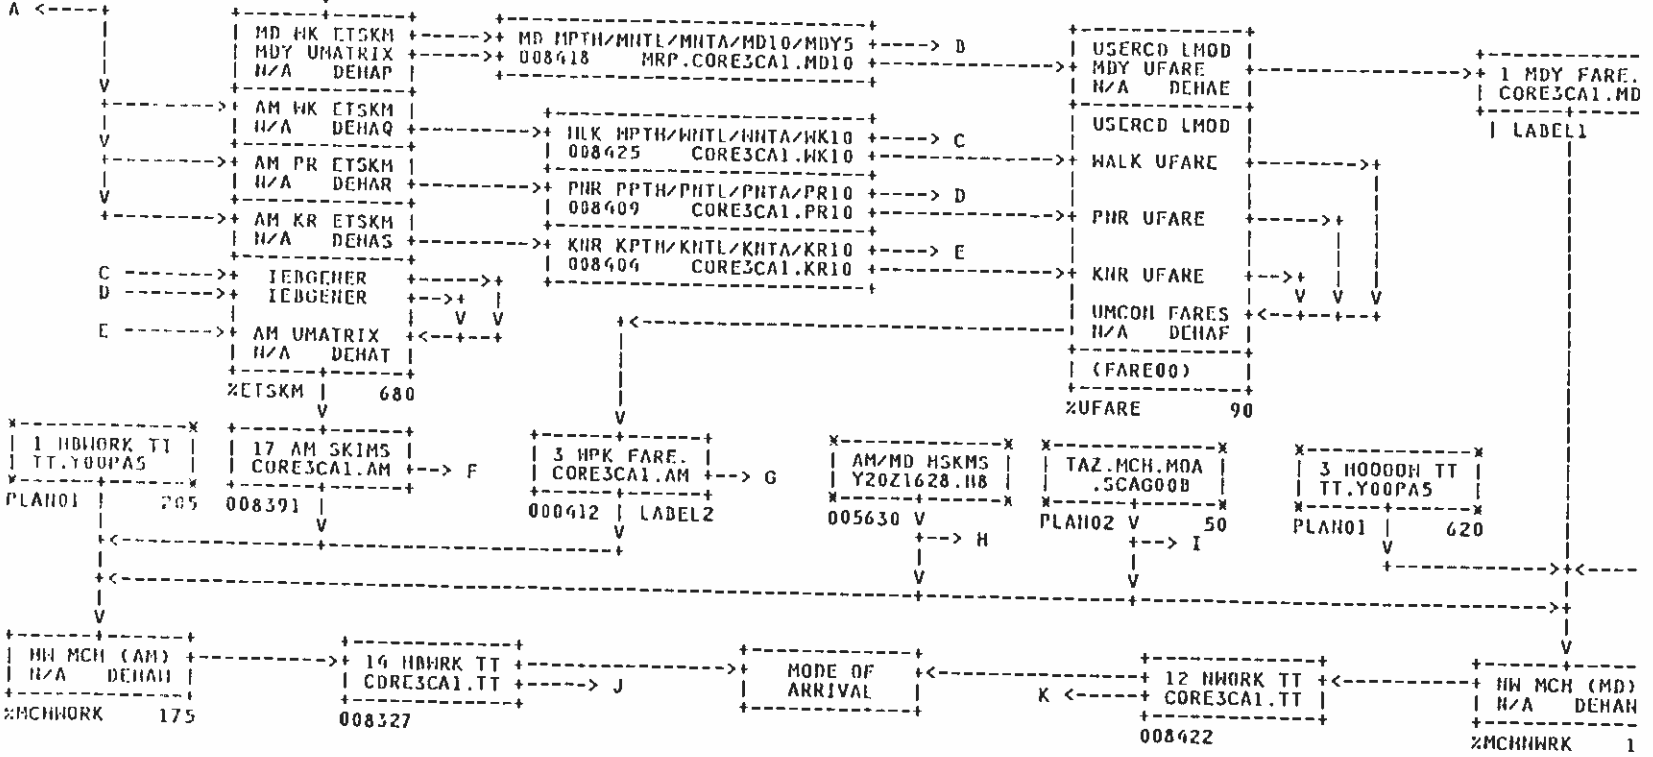 A
MD WK ETSKM
MDY UMATRIX
N/A DEHAP
MD MPTH/MNTL/MNTA/MD10/MDY5
008418 MRP.CORE3CA1.MD10
B
USERCD LMOD
MDY UFARE
N/A DEHAE
1 MDY FARE.
CORE3CA1.MD
LABEL1
AM WK ETSKM
N/A DEHAQ
WLK WPTH/WNTL/WNTA/WK10
008425 CORE3CA1.WK10
C
USERCD LMOD
WALK UFARE
AM PR ETSKM
N/A DEHAR
PNR PPTH/PNTL/PNTA/PR10
008409 CORE3CA1.PR10
D
PNR UFARE
AM KR ETSKM
N/A DEHAS
KNR KPTH/KNTL/KNTA/KR10
008404 CORE3CA1.KR10
E
KNR UFARE
C
IEBGENER
D
IEBGENER
E
AM UMATRIX
N/A DEHAT
UMCON FARES
N/A DEHAF
(FARE00)
%ETSKM 680
%UFARE 90
1 HBWORK TT
TT.Y00PA5
PLAN01 205
17 AM SKIMS
CORE3CA1.AM
F
008391
3 WPK FARE.
CORE3CA1.AM
G
000412 LABEL2
AM/MD HSKMS
Y20Z1628.H8
005630
H
TAZ.MCH.MOA
.SCAG00B
PLAN02 50
I
3 HOOOOW TT
TT.Y00PA5
PLAN01 620
HW MCH (AM)
N/A DEHAU
%MCHWORK 175
14 HBWRK TT
CORE3CA1.TT
J
008327
MODE OF
ARRIVAL
K
12 NWORK TT
CORE3CA1.TT
008422
NW MCH (MD)
N/A DEHAN
%MCHNWRK 1